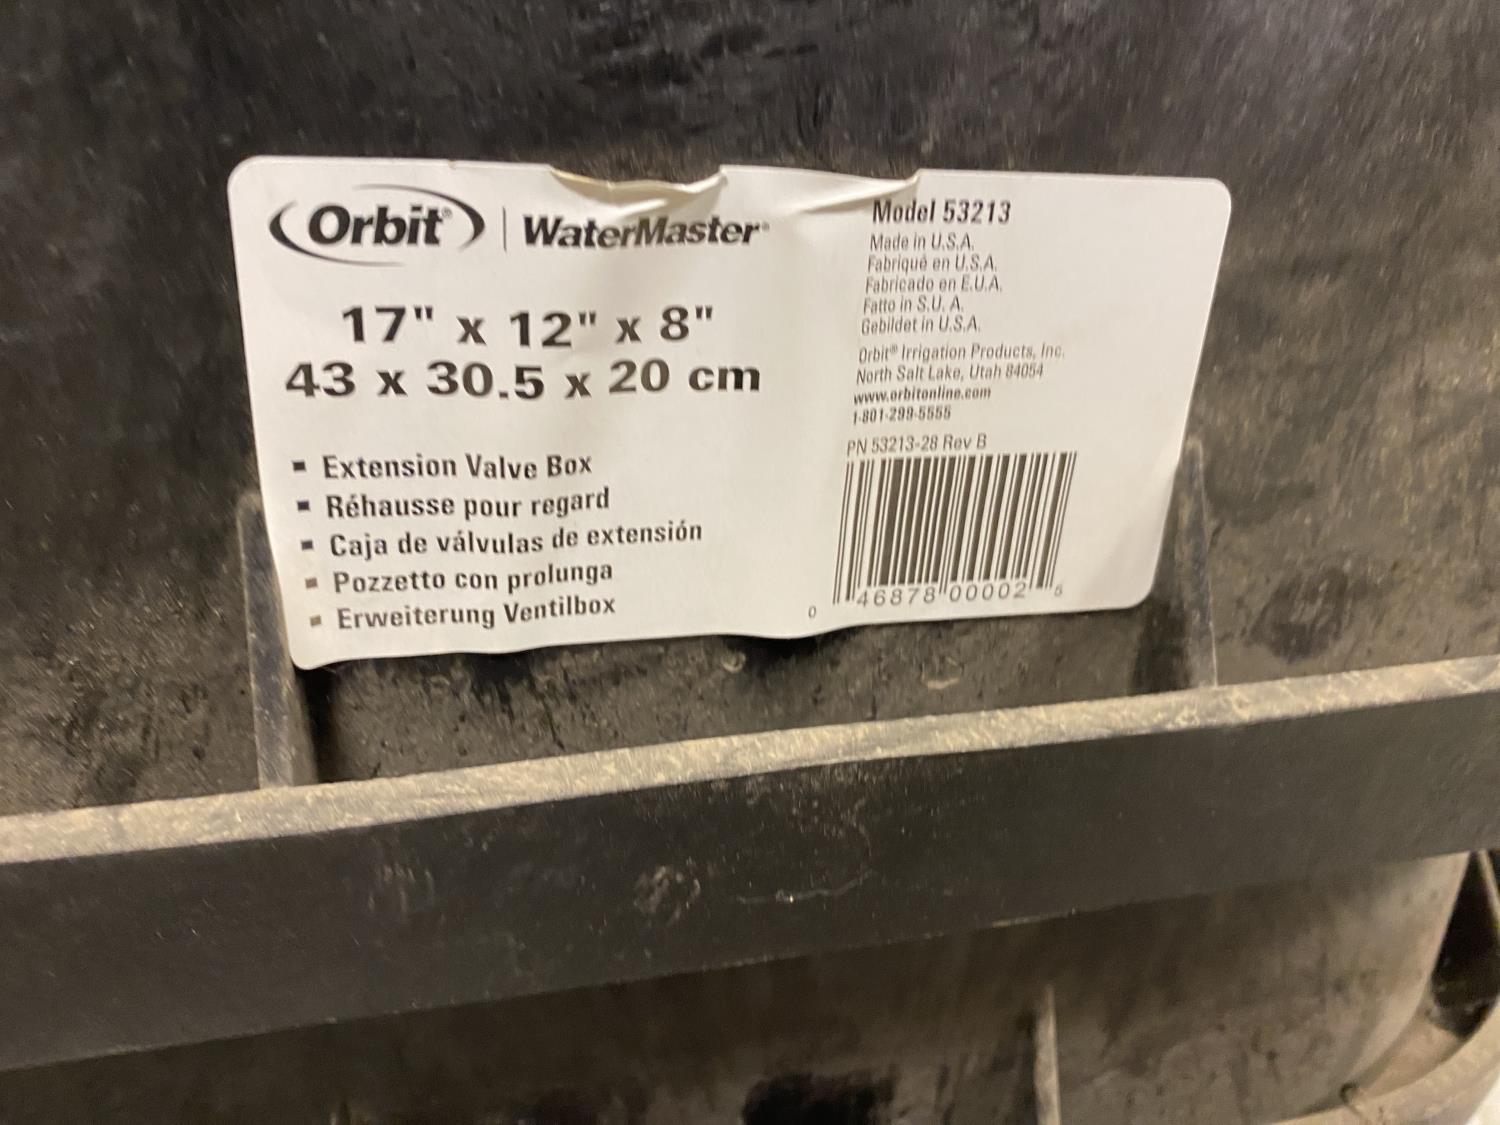 Orbit® | WaterMaster®
17" x 12" x 8"
43 x 30.5 x 20 cm
▪ Extension Valve Box
▪ Réhausse pour regard
▪ Caja de válvulas de extensión
▪ Pozzetto con prolunga
▪ Erweiterung Ventilbox
Model 53213
Made in U.S.A.
Fabriqué en U.S.A.
Fabricado en E.U.A.
Fatto in S.U. A.
Gebildet in U.S.A.
Orbit® Irrigation Products, Inc.
North Salt Lake, Utah 84054
www.orbitonline.com
1-801-299-5555
PN 53213-28 Rev B
0 46878 00002 5